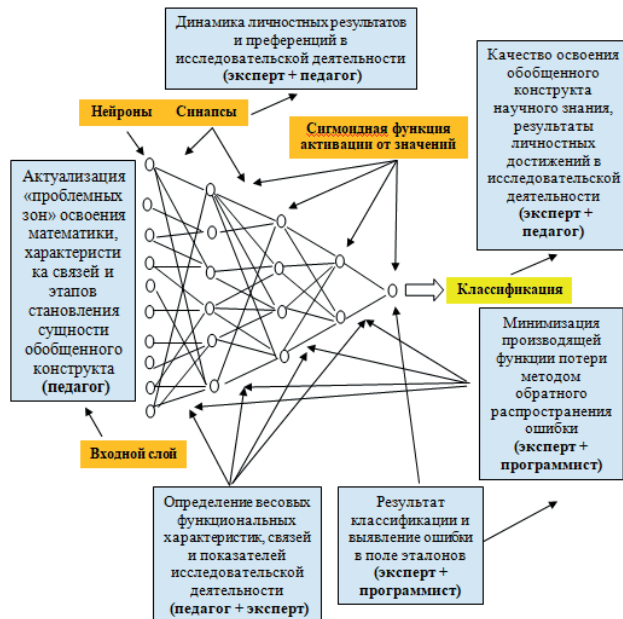 Динамика личностных результатов
и преференций в
исследовательской деятельности
(эксперт + педагог)
Качество освоения
обобщенного
конструкта
научного знания,
результаты
личностных
достижений в
исследовательской
деятельности
(эксперт +
педагог)
Нейроны Синапсы
Сигмоидная функция
активации от значений
Актуализация
«проблемных
зон» освоения
математики,
характеристи
ка связей и
этапов
становления
сущности
обобщенного
конструкта
(педагог)
Классификация
Минимизация
производящей
функции потери
методом
обратного
распространения
ошибки
(эксперт +
программист)
Входной слой
Определение весовых
функциональных
характеристик, связей
и показателей
исследовательской
деятельности
(педагог + эксперт)
Результат
классификации и
выявление ошибки
в поле эталонов
(эксперт +
программист)